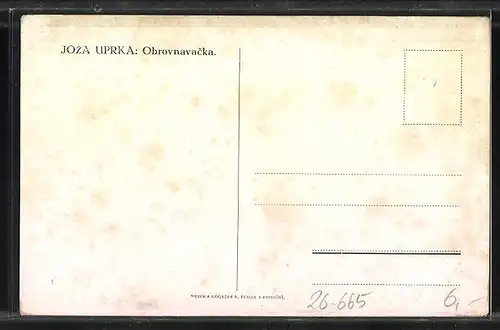 JOŽA UPRKA: Obrovnavačka.
26-665 6,-